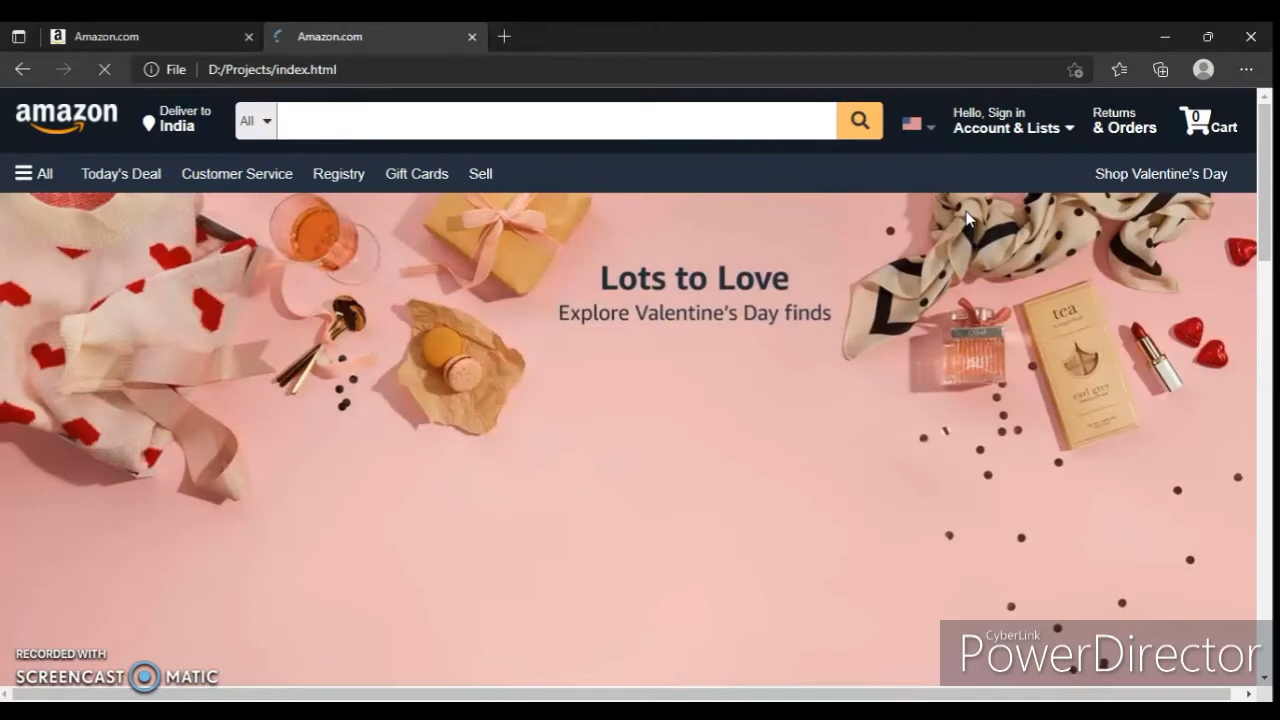 Amazon.com
Amazon.com
File D:/Projects/index.html
amazon
Deliver to
India
All
Hello, Sign in
Account & Lists
Returns
& Orders
0
Cart
All Today's Deal Customer Service Registry Gift Cards Sell Shop Valentine's Day
Lots to Love
Explore Valentine's Day finds
tea
earl grey
RECORDED WITH
SCREENCAST MATIC
CyberLink
PowerDirector